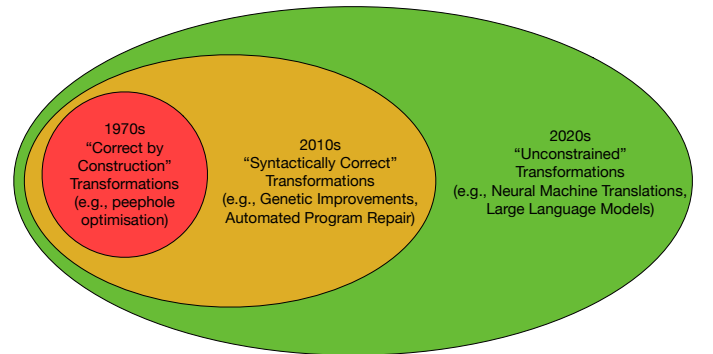 1970s
“Correct by
Construction”
Transformations
(e.g., peephole
optimisation)
2010s
“Syntactically Correct”
Transformations
(e.g., Genetic Improvements,
Automated Program Repair)
2020s
“Unconstrained”
Transformations
(e.g., Neural Machine Translations,
Large Language Models)